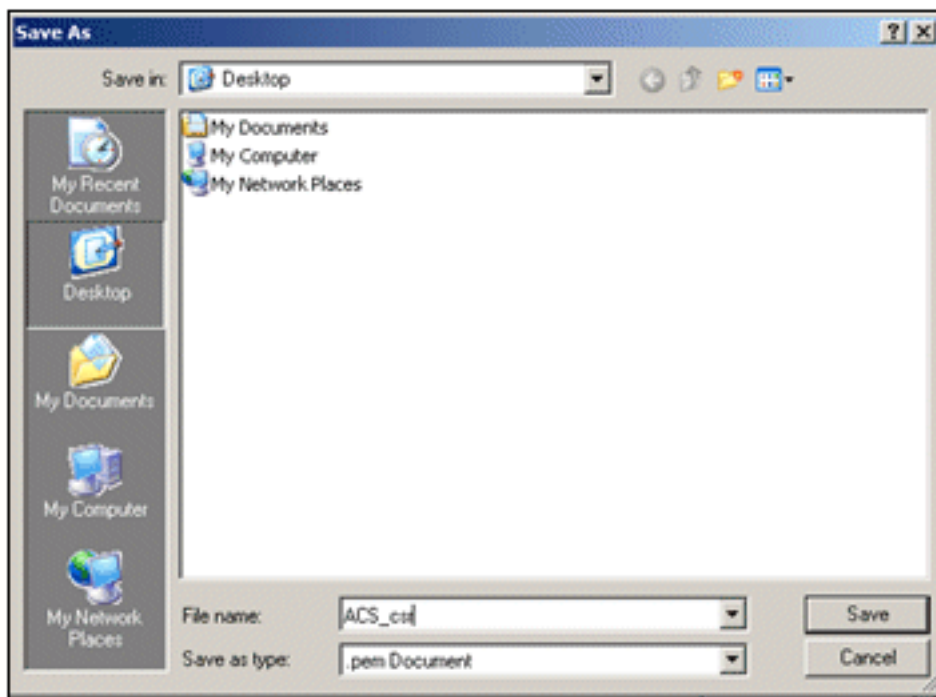 Save As
Save in:
Desktop
My Recent
Documents
Desktop
My Documents
My Computer
My Network
Places
My Documents
My Computer
My Network Places
File name:
ACS_csr
Save
Save as type:
.pem Document
Cancel